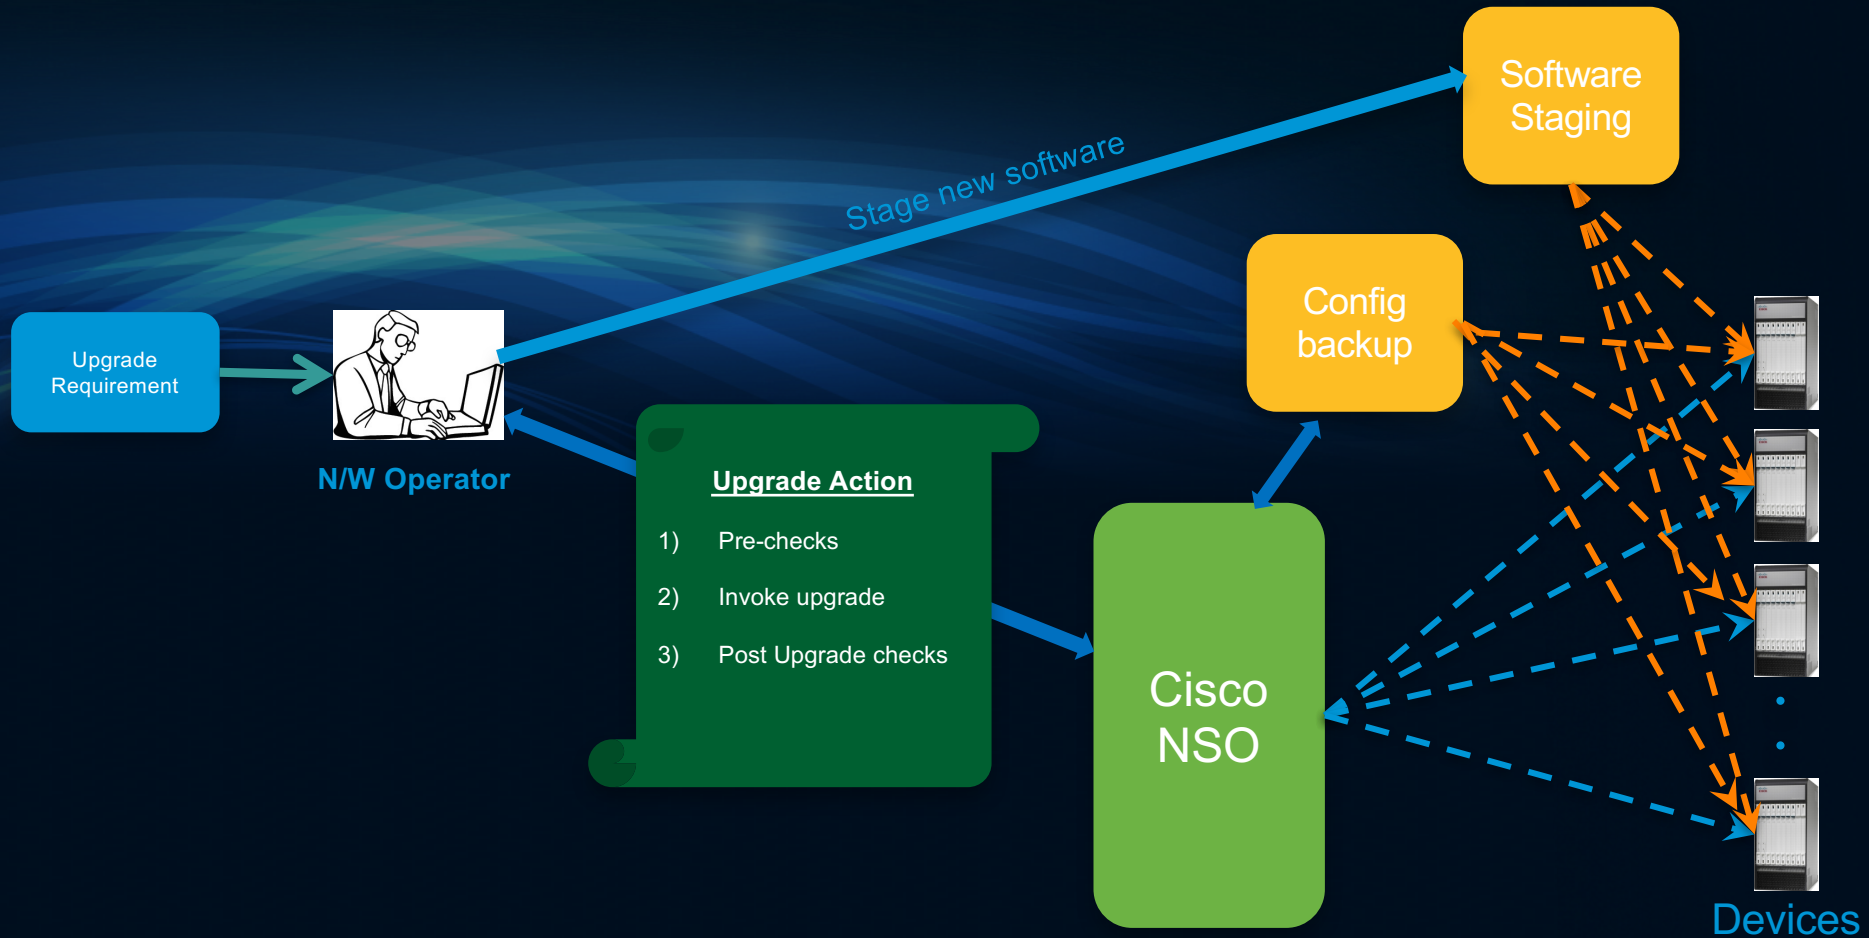 Software
Staging
Stage new software
Config
backup
Upgrade
Requirement
N/W Operator
Upgrade Action
1) Pre-checks
2) Invoke upgrade
3) Post Upgrade checks
Cisco
NSO
Devices